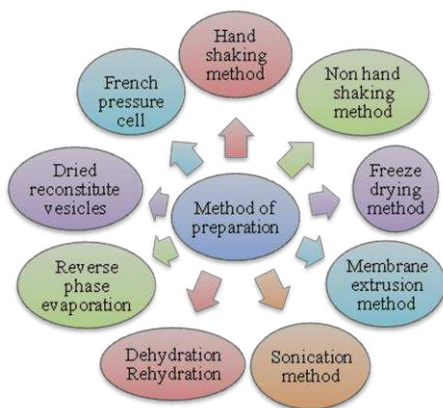 Hand
shaking
method
Non hand
shaking
method
Freeze
drying
method
Membrane
extrusion
method
Sonication
method
Dehydration
Rehydration
Reverse
phase
evaporation
Dried
reconstitute
vesicles
French
pressure
cell
Method of
preparation